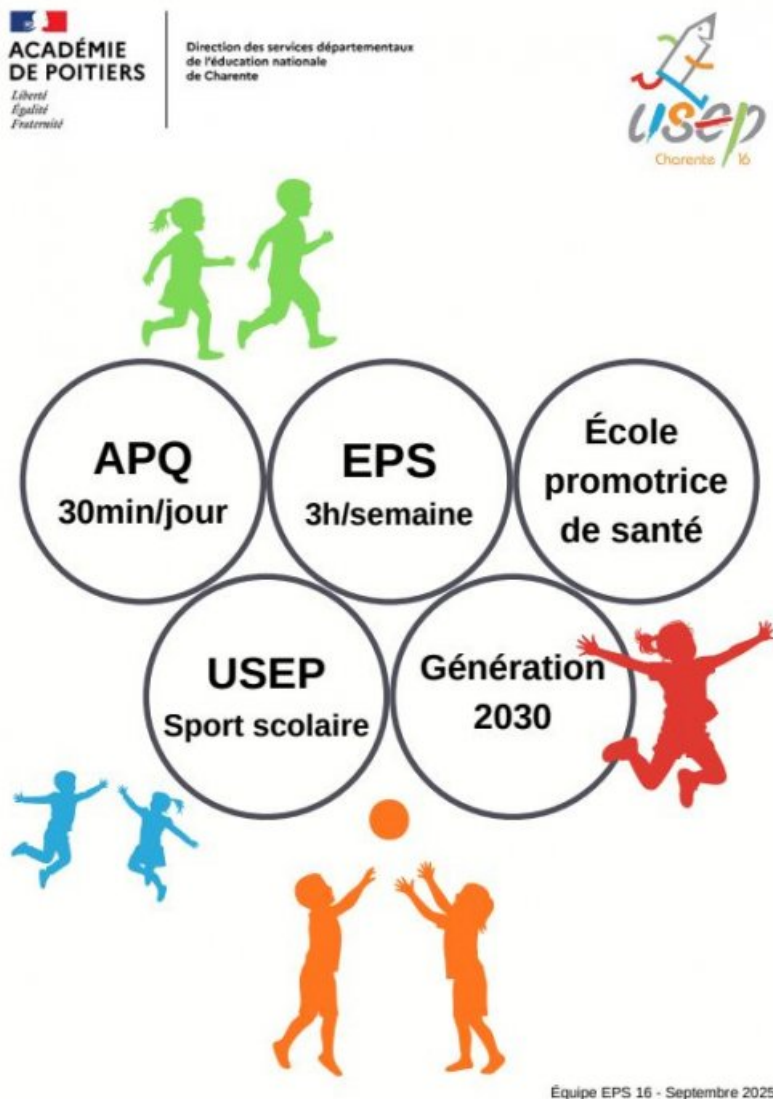 ACADÉMIE
DE POITIERS
Liberté
Égalité
Fraternité
Direction des services départementaux
de l'éducation nationale
de Charente
usep
Charente 16
APQ
30min/jour
EPS
3h/semaine
École
promotrice
de santé
USEP
Sport scolaire
Génération
2030
Équipe EPS 16 - Septembre 2025